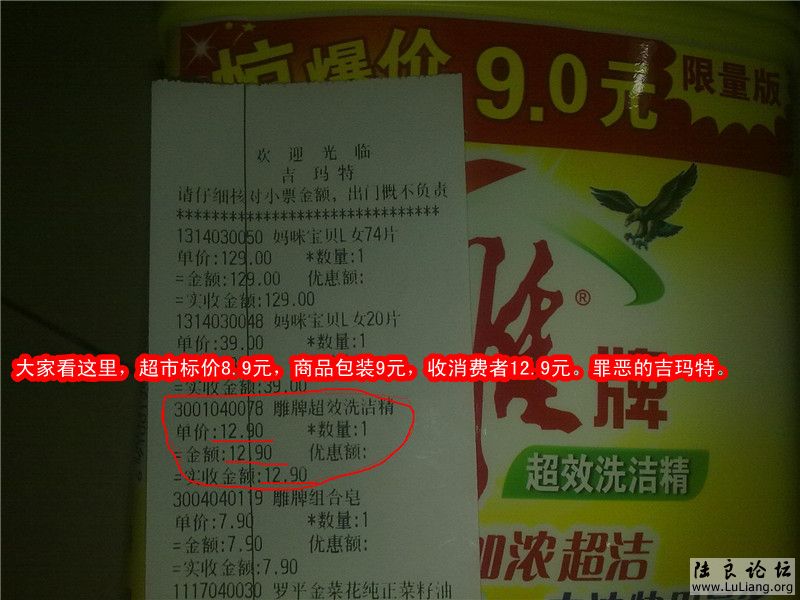 惊爆价 9.0元
限量版
欢迎光临
吉玛特
请仔细核对小票金额，出门概不负责
********************************
1314030050 妈咪宝贝L女74片
单价:129.00 *数量:1
=金额:129.00 优惠额:
=实收金额:129.00
1314030048 妈咪宝贝L女20片
单价:39.00 *数量:1
大家看这里，超市标价8.9元，商品包装9元，收消费者12.9元。罪恶的吉玛特。
=实收金额:39.00
3001040078 雕牌超效洗洁精
单价:12.90 *数量:1
=金额:12.90 优惠额:
=实收金额:12.90
3004040119 雕牌组合皂
单价:7.90 *数量:1
=金额:7.90 优惠额:
=实收金额:7.90
1117040030 罗平金菜花纯正菜籽油
雕®牌
超效洗洁精
浓超洁
陆良论坛
www.LuLiang.org